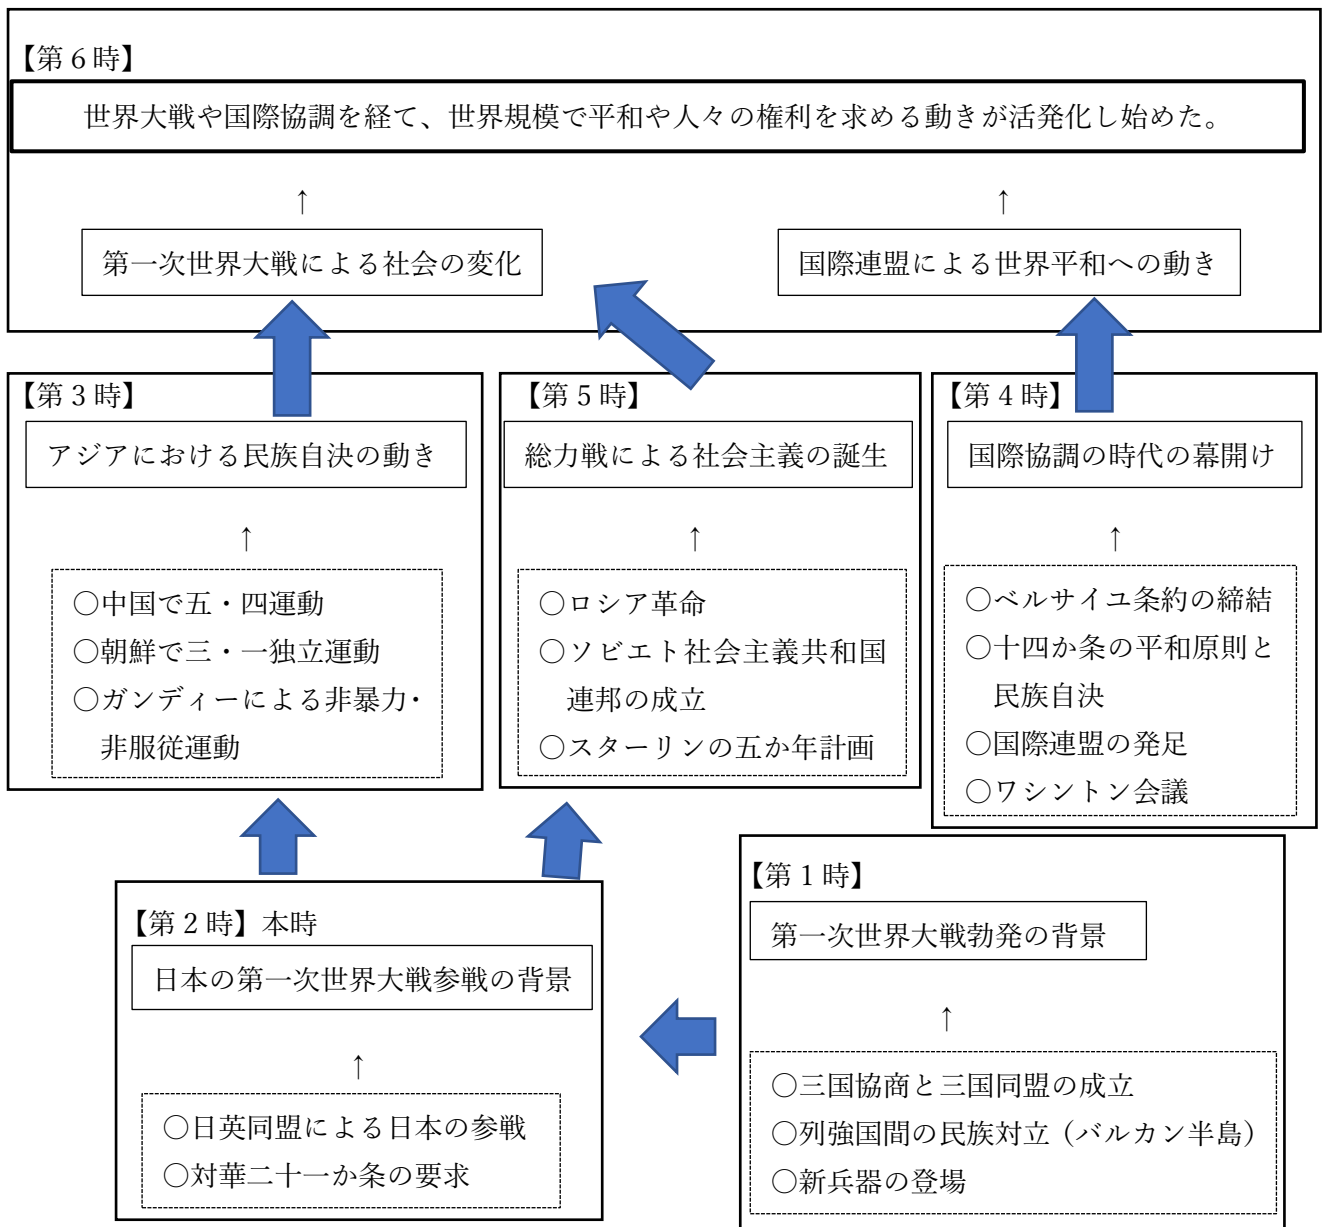 【第6時】
世界大戦や国際協調を経て、世界規模で平和や人々の権利を求める動きが活発化し始めた。
↑
↑
第一次世界大戦による社会の変化
国際連盟による世界平和への動き
【第3時】
アジアにおける民族自決の動き
↑
〇中国で五・四運動
〇朝鮮で三・一独立運動
〇ガンディーによる非暴力・
非服従運動
【第5時】
総力戦による社会主義の誕生
↑
〇ロシア革命
〇ソビエト社会主義共和国
連邦の成立
〇スターリンの五か年計画
【第4時】
国際協調の時代の幕開け
↑
〇ベルサイユ条約の締結
〇十四か条の平和原則と
民族自決
〇国際連盟の発足
〇ワシントン会議
【第2時】本時
日本の第一次世界大戦参戦の背景
↑
〇日英同盟による日本の参戦
〇対華二十一か条の要求
【第1時】
第一次世界大戦勃発の背景
↑
〇三国協商と三国同盟の成立
〇列強国間の民族対立（バルカン半島）
〇新兵器の登場